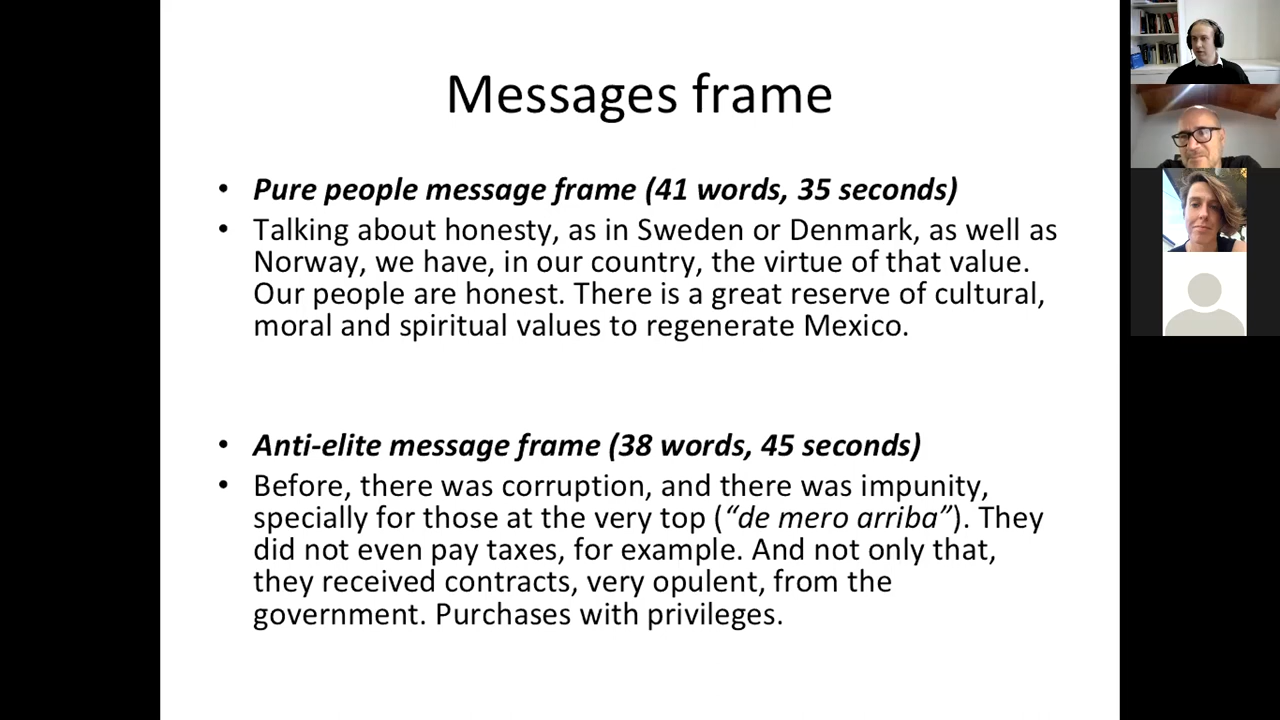 Messages frame
• Pure people message frame (41 words, 35 seconds)
• Talking about honesty, as in Sweden or Denmark, as well as
Norway, we have, in our country, the virtue of that value.
Our people are honest. There is a great reserve of cultural,
moral and spiritual values to regenerate Mexico.
• Anti-elite message frame (38 words, 45 seconds)
• Before, there was corruption, and there was impunity,
specially for those at the very top (“de mero arriba”). They
did not even pay taxes, for example. And not only that,
they received contracts, very opulent, from the
government. Purchases with privileges.